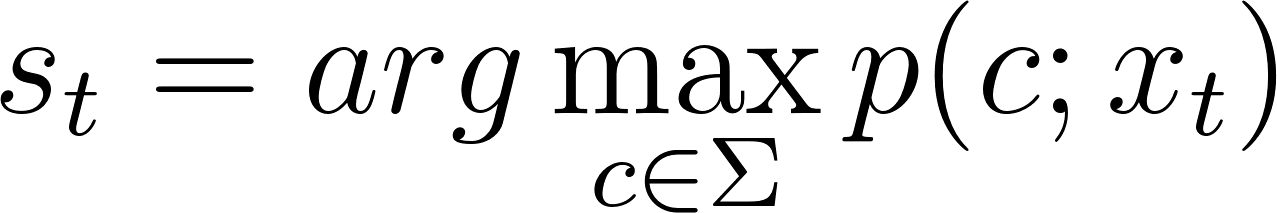 s_t = arg max_{c∈Σ} p(c; x_t)